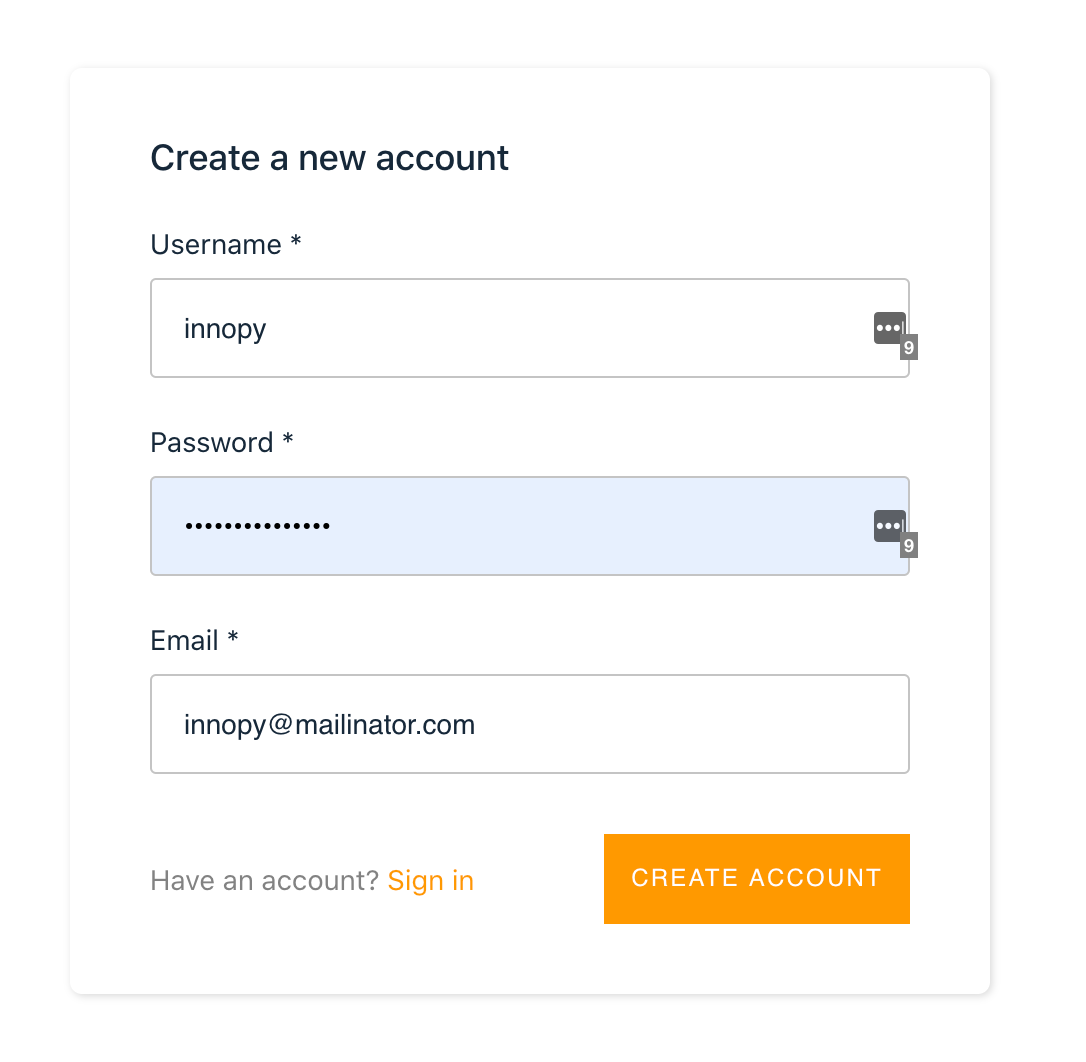 Create a new account
Username *
innopy
9
Password *
•••••••••••••••
9
Email *
innopy@mailinator.com
Have an account? Sign in
CREATE ACCOUNT